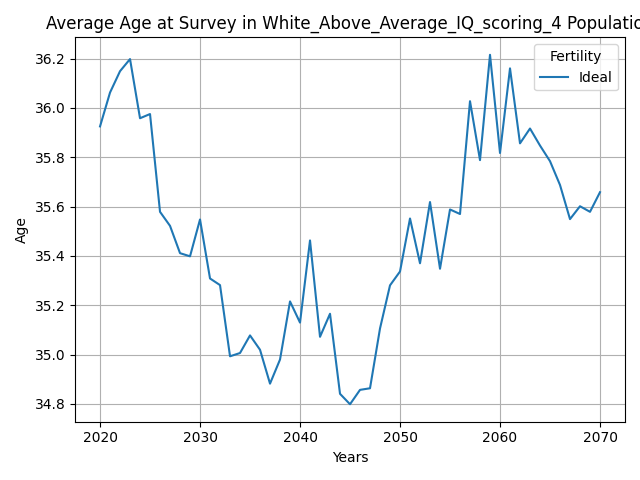 Average Age at Survey in White_Above_Average_IQ_scoring_4 Populatio
Fertility
Ideal
36.2
36.0
35.8
35.6
35.4
35.2
35.0
34.8
Age
2020 2030 2040 2050 2060 2070
Years